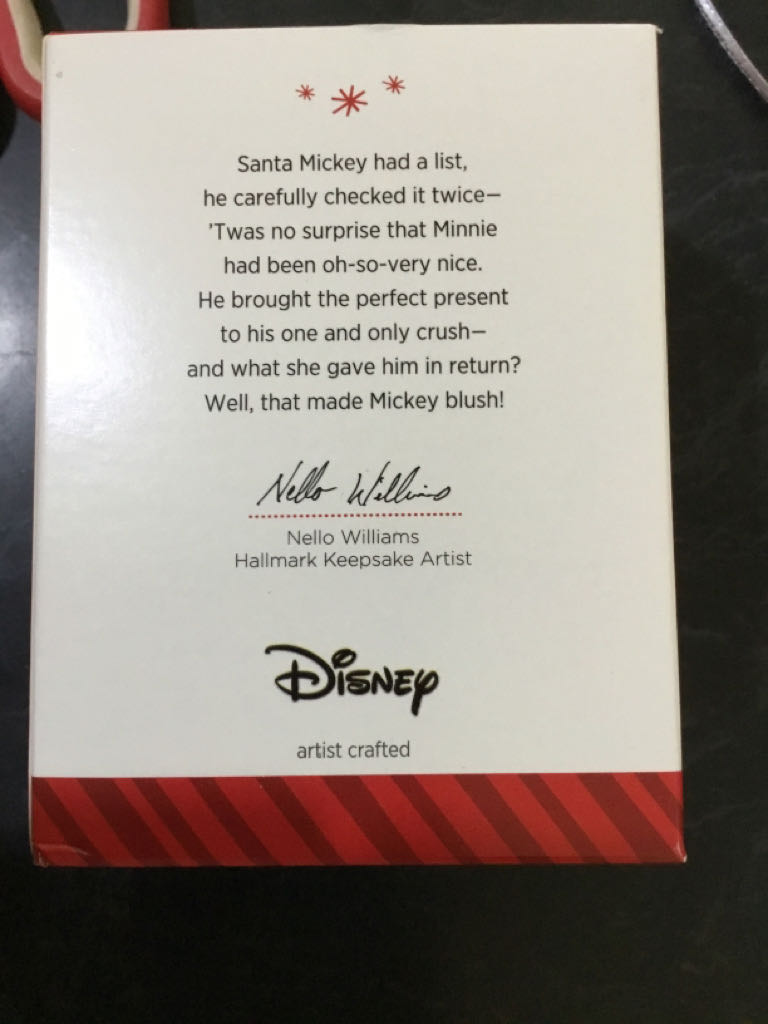 Santa Mickey had a list,
he carefully checked it twice—
'Twas no surprise that Minnie
had been oh-so-very nice.
He brought the perfect present
to his one and only crush—
and what she gave him in return?
Well, that made Mickey blush!
Nello Williams
Nello Williams
Hallmark Keepsake Artist
Disney
artist crafted